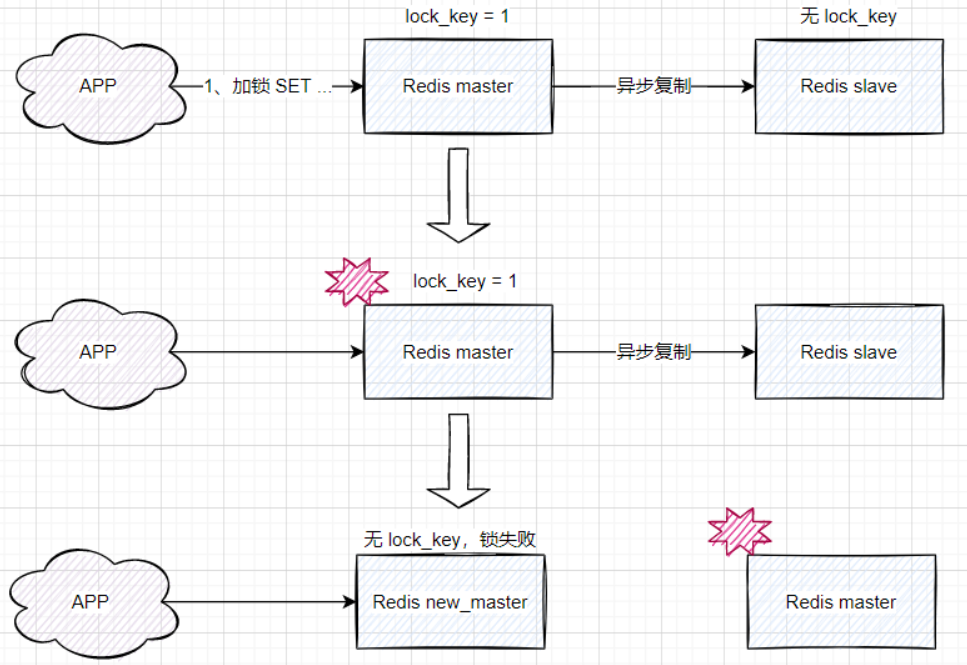 lock_key = 1
无 lock_key
APP
1、加锁 SET ...
Redis master
异步复制
Redis slave
lock_key = 1
APP
Redis master
异步复制
Redis slave
无 lock_key，锁失败
APP
Redis new_master
Redis master